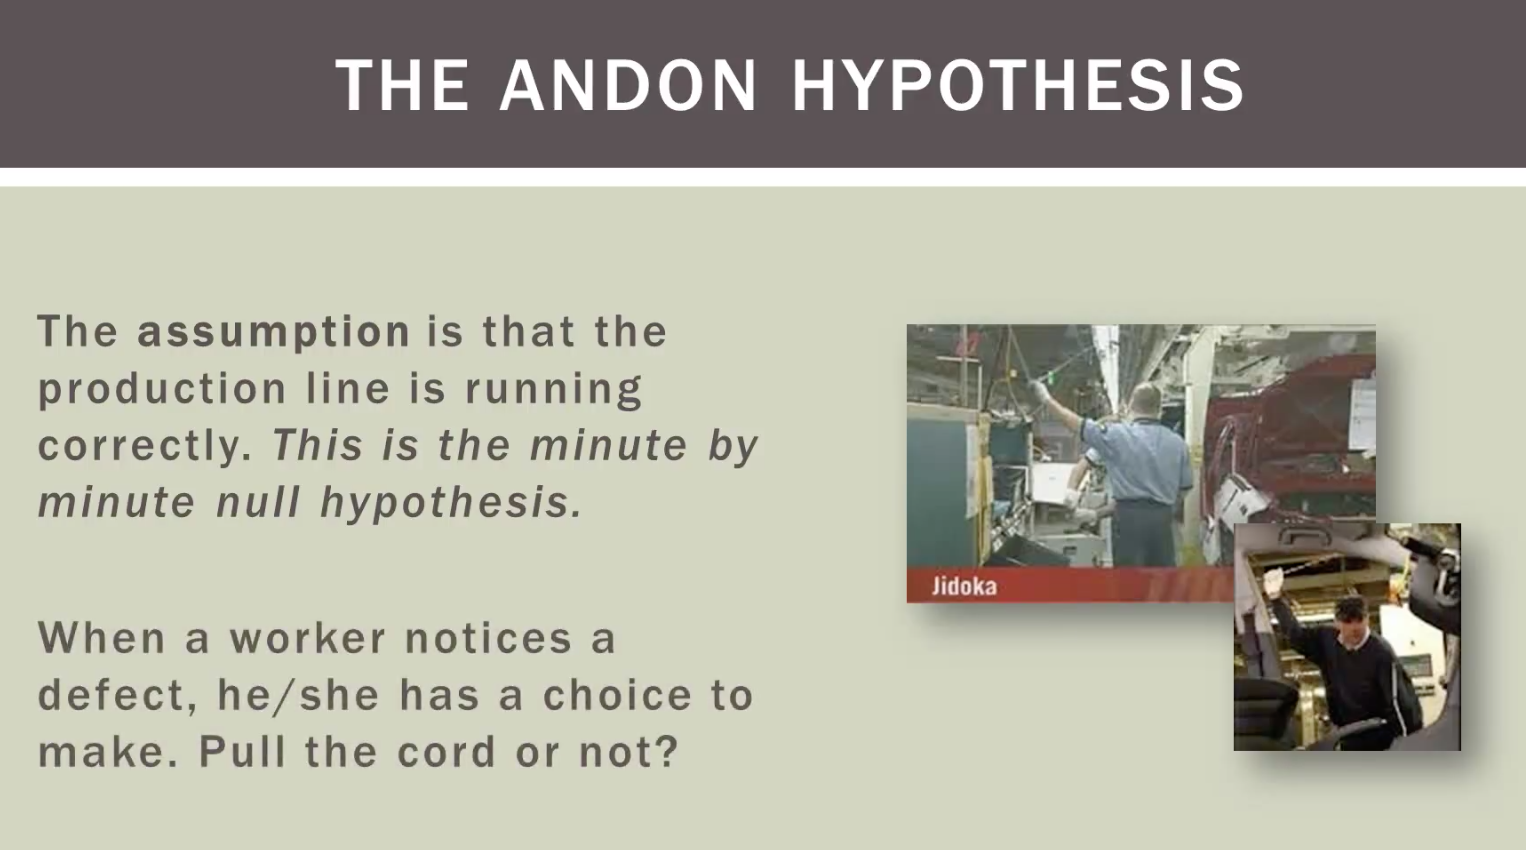 THE ANDON HYPOTHESIS
The assumption is that the
production line is running
correctly. This is the minute by
minute null hypothesis.
When a worker notices a
defect, he/she has a choice to
make. Pull the cord or not?
Jidoka